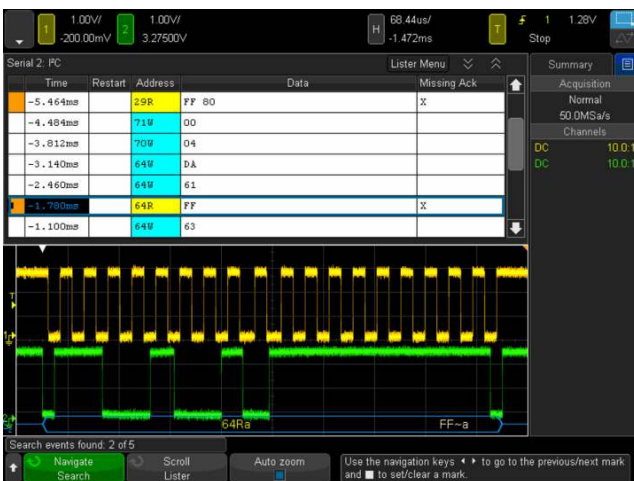 1 1.00V/ 2 1.00V/ H 68.44us/ T 1 1.28V
-200.00mV 3.27500V -1.472ms Stop
Serial 2: I²C Lister Menu Summary
Time Restart Address Data Missing Ack Acquisition
-5.464ms 29R FF 80 X Normal
-4.484ms 71W 00 50.0MSa/s
-3.812ms 70W 04 Channels
-3.140ms 64W DA DC 10.0:1
-2.460ms 64W 61 DC 10.0:1
-1.780ms 64R FF X
-1.100ms 64W 63
T
1
2
64Ra FF~a
Search events found: 2 of 5
Navigate Search
Scroll Lister
Auto zoom
Use the navigation keys to go to the previous/next mark
and to set/clear a mark.